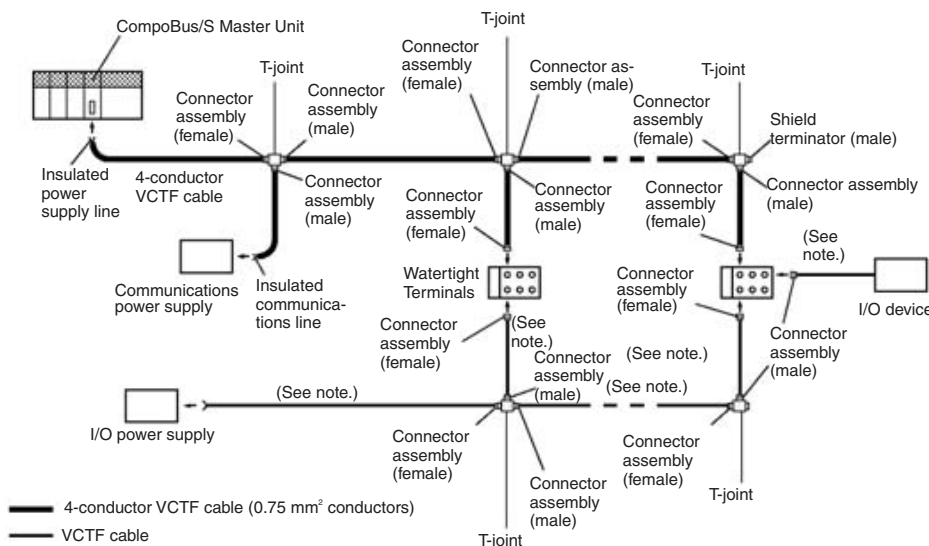 CompoBus/S Master Unit
T-joint
Connector
assembly
(female)
Connector
assembly
(male)
T-joint
Connector
assembly
(female)
Connector as-
sembly (male)
T-joint
Connector
assembly
(female)
Shield
terminator (male)
Insulated
power
supply line
4-conductor
VCTF cable
Connector
assembly
(male)
Connector
assembly
(female)
Connector
assembly
(male)
Connector
assembly
(female)
Connector assembly
(male)
(See
note.)
Communications
power supply
Insulated
communica-
tions line
Watertight
Terminals
Connector
assembly
(female)
I/O device
Connector
assembly
(female)
(See
note.)
(See note.)
Connector
assembly
(male)
Connector
assembly
(male)
(See note.)
(See note.)
I/O power supply
Connector
assembly
(female)
Connector
assembly
(male)
Connector
assembly
(female)
T-joint
T-joint
4-conductor VCTF cable (0.75 mm² conductors)
VCTF cable